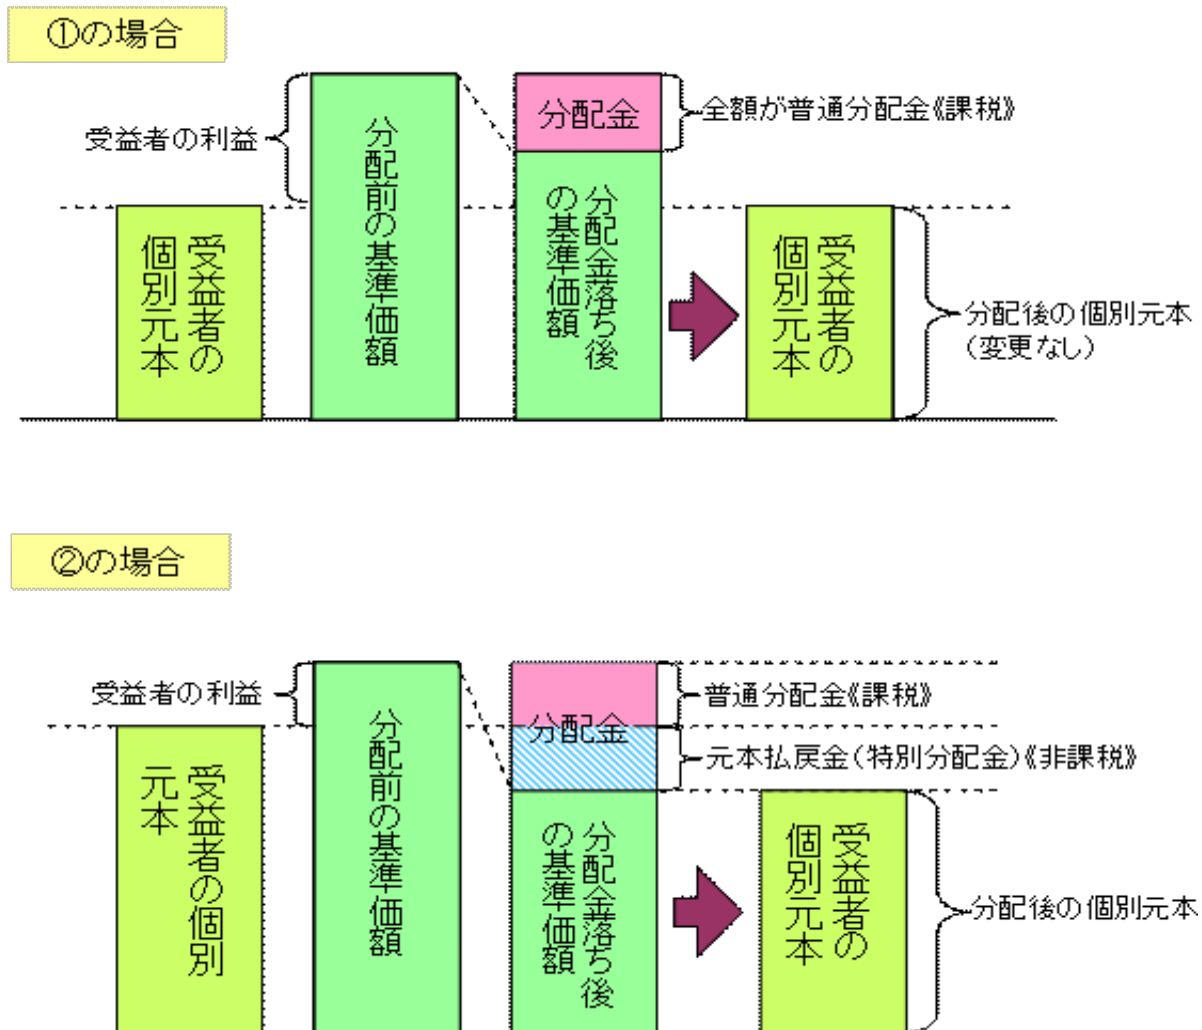 ①の場合
受益者の利益
分配前の基準価額
分配金
全額が普通分配金《課税》
受益者の
個別元本
分配金落ち後
の基準価額
受益者の
個別元本
分配後の個別元本
（変更なし）
②の場合
受益者の利益
分配前の基準価額
分配金
普通分配金《課税》
元本払戻金（特別分配金）《非課税》
受益者の個別
元本
分配金落ち後
の基準価額
受益者の
個別元本
分配後の個別元本